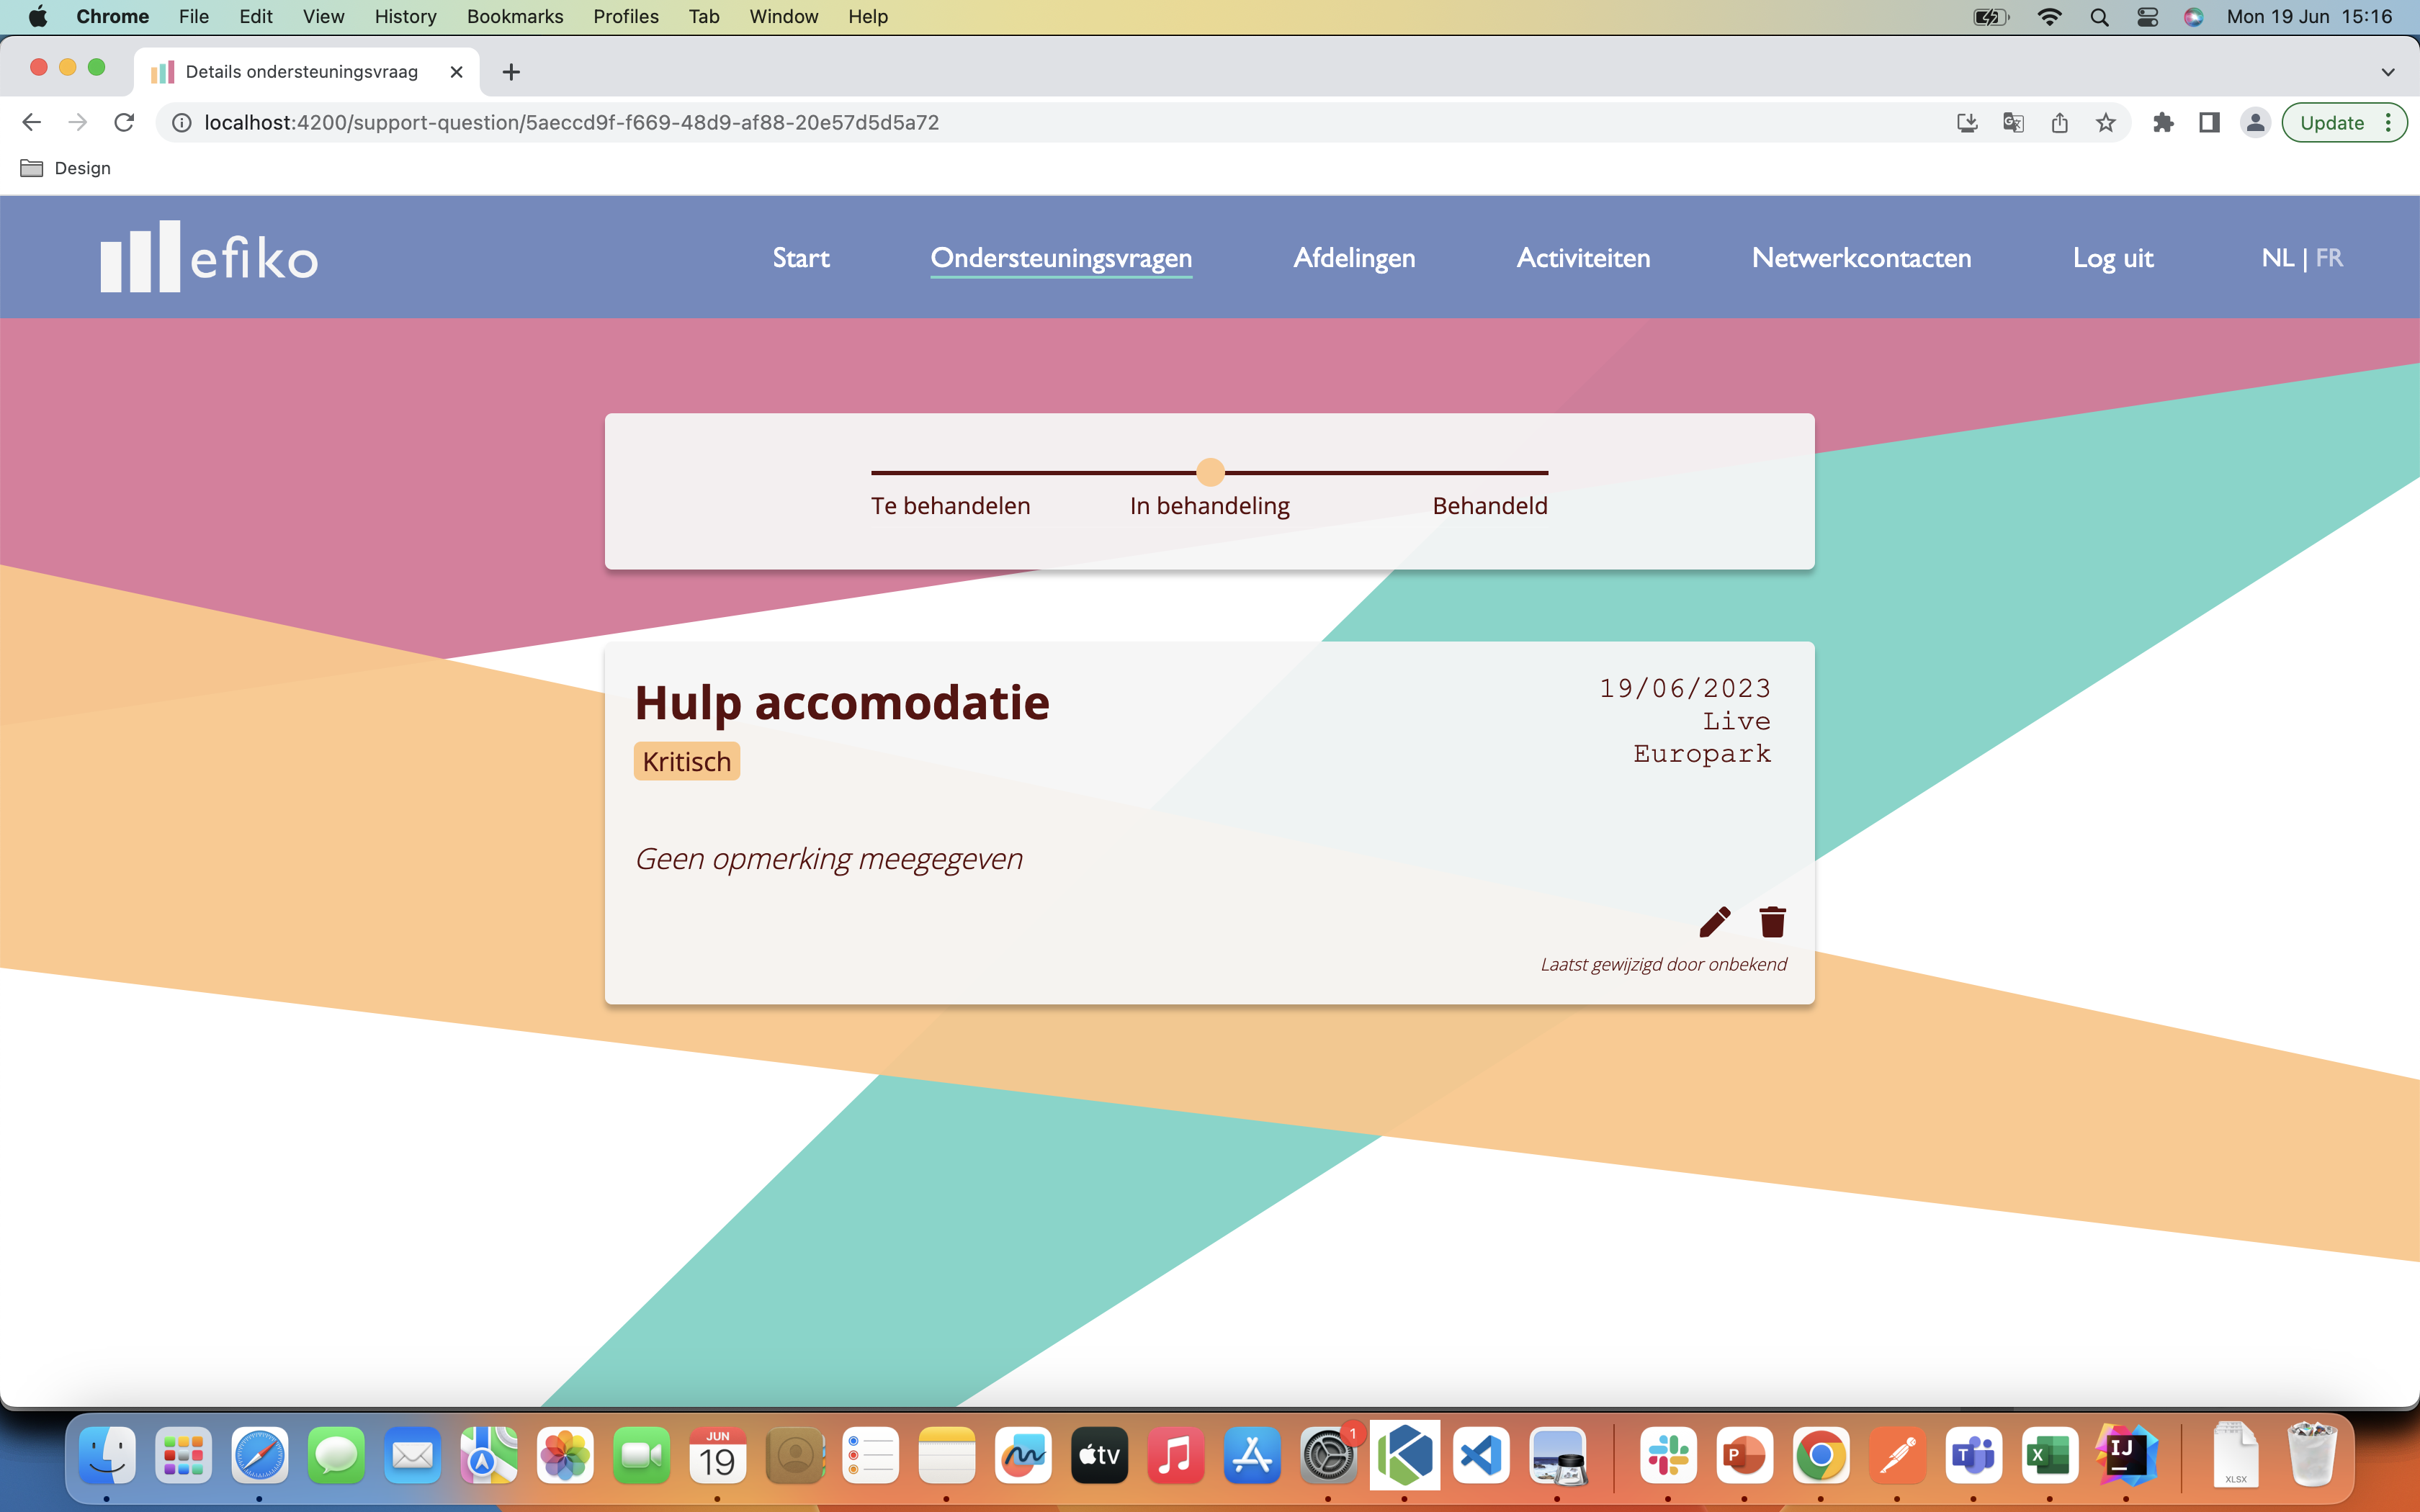 Chrome File Edit View History Bookmarks Profiles Tab Window Help Mon 19 Jun 15:16
Details ondersteuningsvraag
localhost:4200/support-question/5aeccd9f-f669-48d9-af88-20e57d5d5a72 Update
Design
efiko Start Ondersteuningsvragen Afdelingen Activiteiten Netwerkcontacten Log uit NL | FR
Te behandelen In behandeling Behandeld
Hulp accomodatie
Kritisch
19/06/2023
Live
Europark
Geen opmerking meegegeven
Laatst gewijzigd door onbekend
JUN
19
tv
1
P
T
X
IJ
XLSX